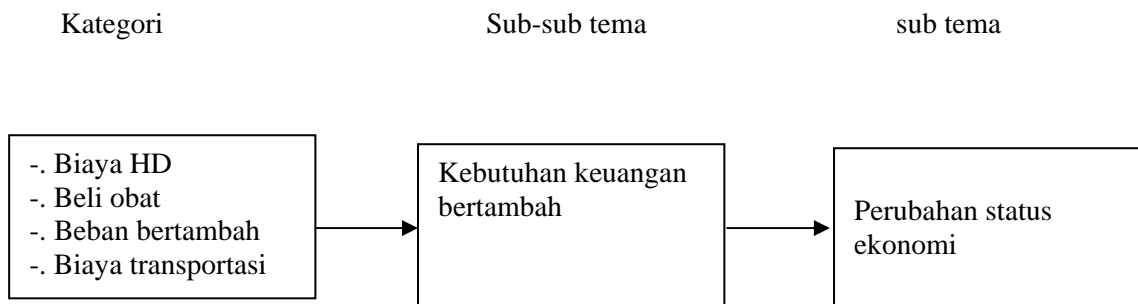 Kategori Sub-sub tema sub tema
-. Biaya HD
-. Beli obat
-. Beban bertambah
-. Biaya transportasi
Kebutuhan keuangan
bertambah
Perubahan status
ekonomi